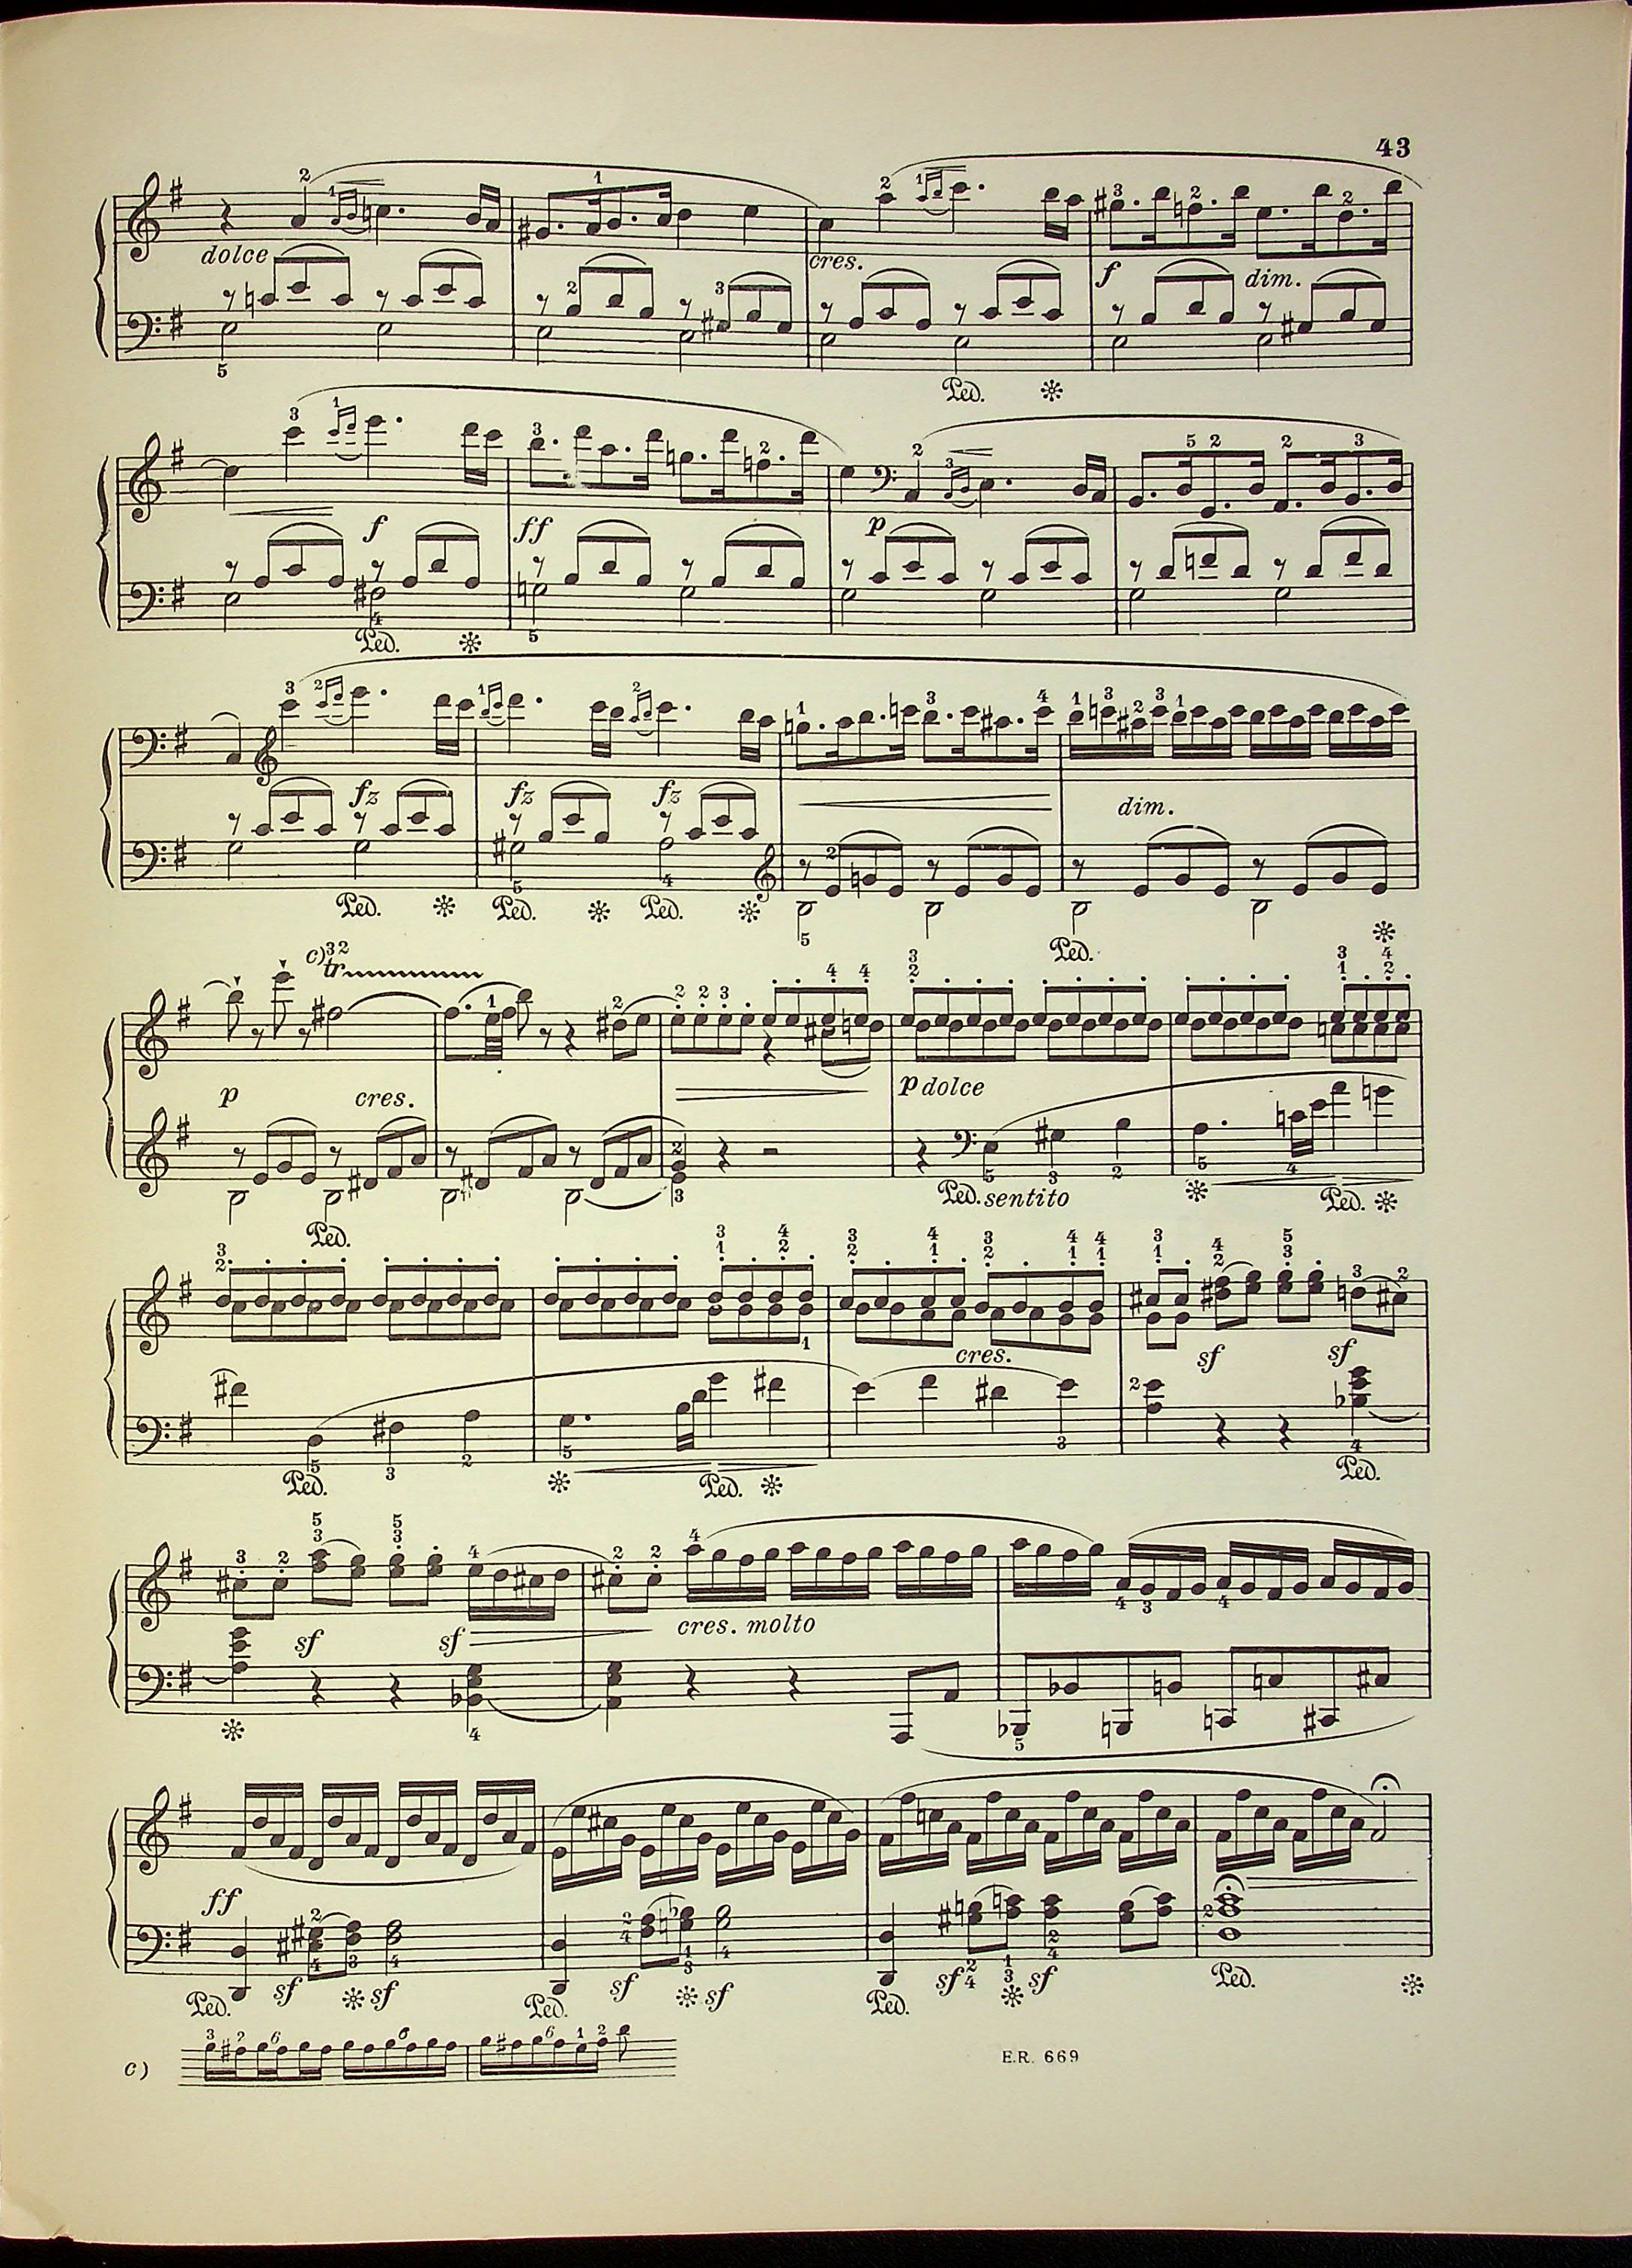 43
dolce cres. f dim.
f ff p
Ped. *
fz fz fz dim.
Ped. * Ped. * Ped. * Ped. *
c) 32
tr
p cres. p dolce
Ped. Ped. sentito * Ped. *
cres. sf sf
Ped. * Ped. * Ped.
sf sf cres. molto
*
ff
sf sf sf sf sf sf
Ped. * Ped. * Ped. * Ped. *
c)
E.R. 669